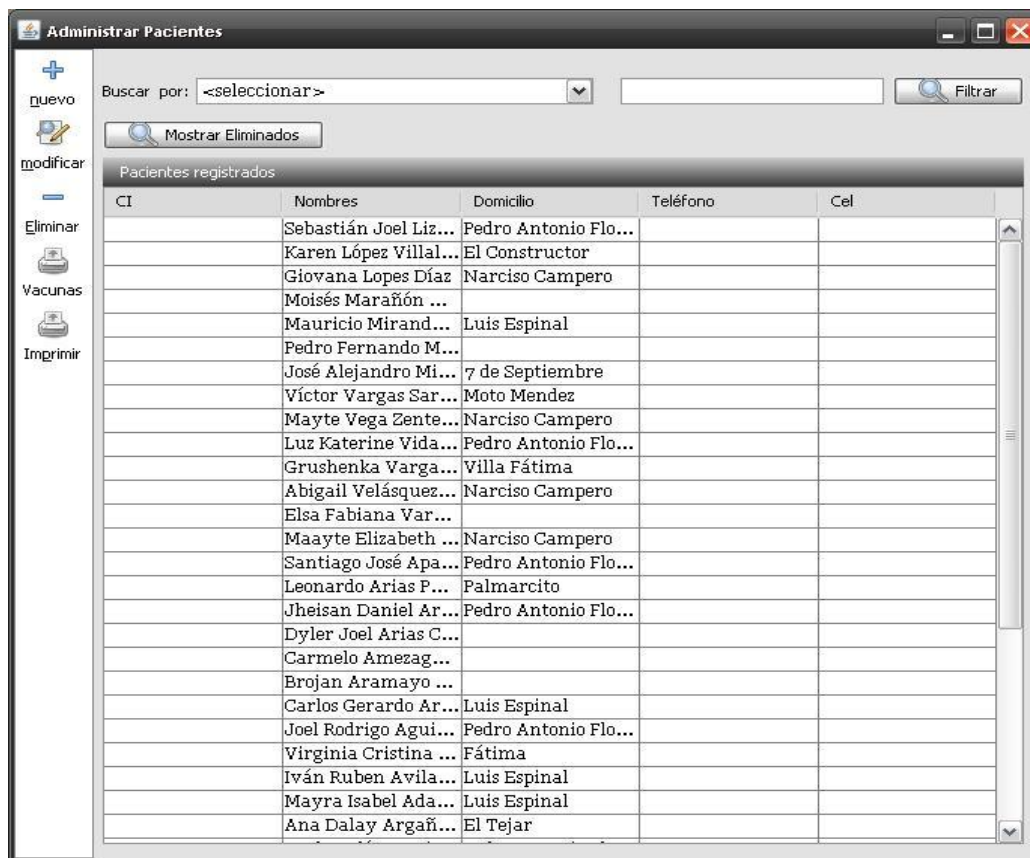 Administrar Pacientes
nuevo
modificar
Eliminar
Vacunas
Imprimir
Buscar por: <seleccionar> Filtrar
Mostrar Eliminados
Pacientes registrados
CI Nombres Domicilio Teléfono Cel
Sebastián Joel Liz... Pedro Antonio Flo...
Karen López Villal... El Constructor
Giovana Lopes Díaz Narciso Campero
Moisés Marañón ...
Mauricio Mirand... Luis Espinal
Pedro Fernando M...
José Alejandro Mi... 7 de Septiembre
Víctor Vargas Sar... Moto Mendez
Mayte Vega Zente... Narciso Campero
Luz Katerine Vida... Pedro Antonio Flo...
Grushenka Varga... Villa Fátima
Abigail Velásquez... Narciso Campero
Elsa Fabiana Var...
Maayte Elizabeth ... Narciso Campero
Santiago José Apa... Pedro Antonio Flo...
Leonardo Arias P... Palmarcito
Jheisan Daniel Ar... Pedro Antonio Flo...
Dyler Joel Arias C...
Carmelo Amezag...
Brojan Aramayo ...
Carlos Gerardo Ar... Luis Espinal
Joel Rodrigo Agui... Pedro Antonio Flo...
Virginia Cristina ... Fátima
Iván Ruben Avila... Luis Espinal
Mayra Isabel Ada... Luis Espinal
Ana Dalay Argañ... El Tejar